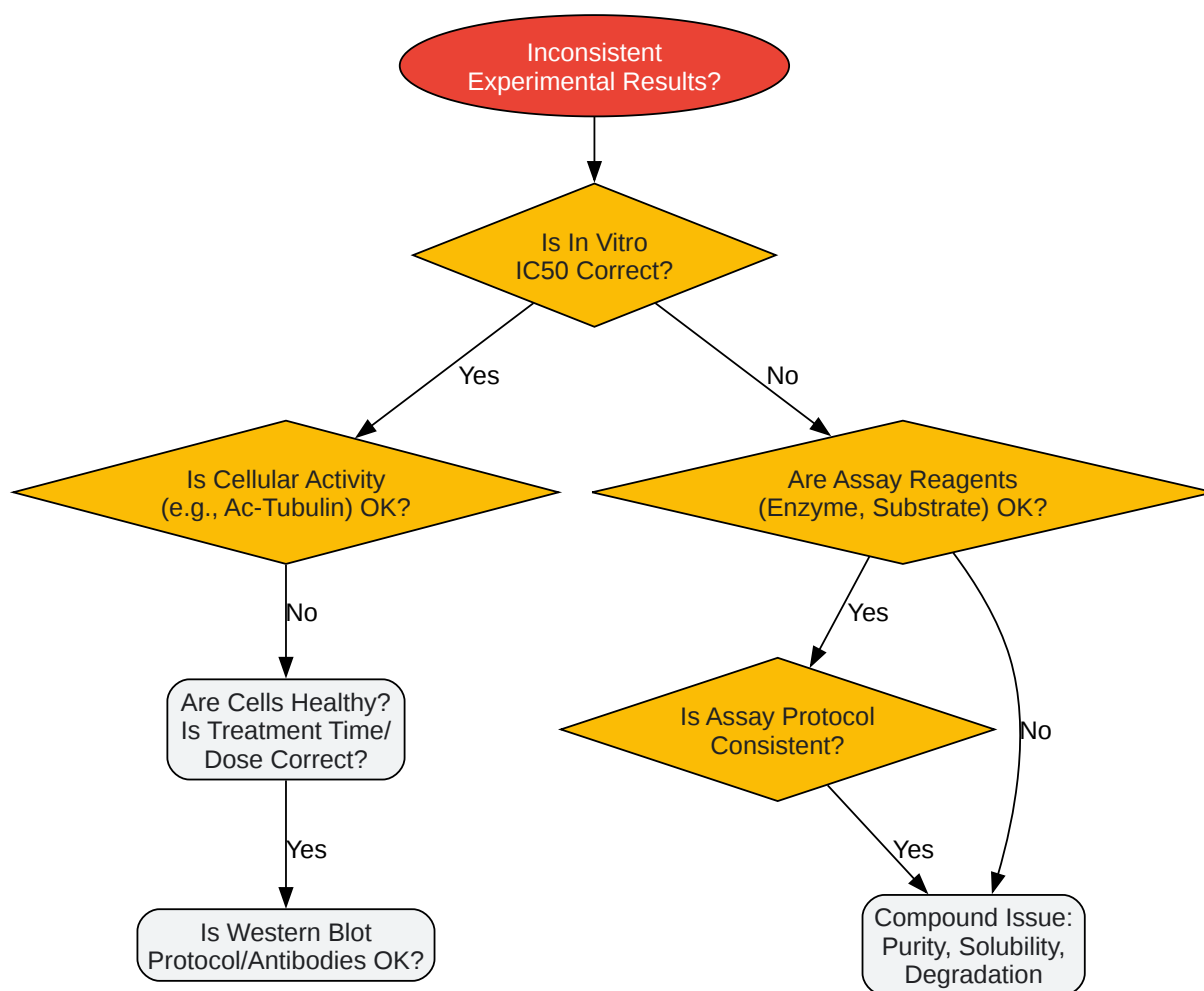 Inconsistent
Experimental Results?
Is In Vitro
IC50 Correct?
Yes
No
Is Cellular Activity
(e.g., Ac-Tubulin) OK?
Are Assay Reagents
(Enzyme, Substrate) OK?
No
Yes
No
Are Cells Healthy?
Is Treatment Time/
Dose Correct?
Is Assay Protocol
Consistent?
Yes
Yes
Is Western Blot
Protocol/Antibodies OK?
Compound Issue:
Purity, Solubility,
Degradation